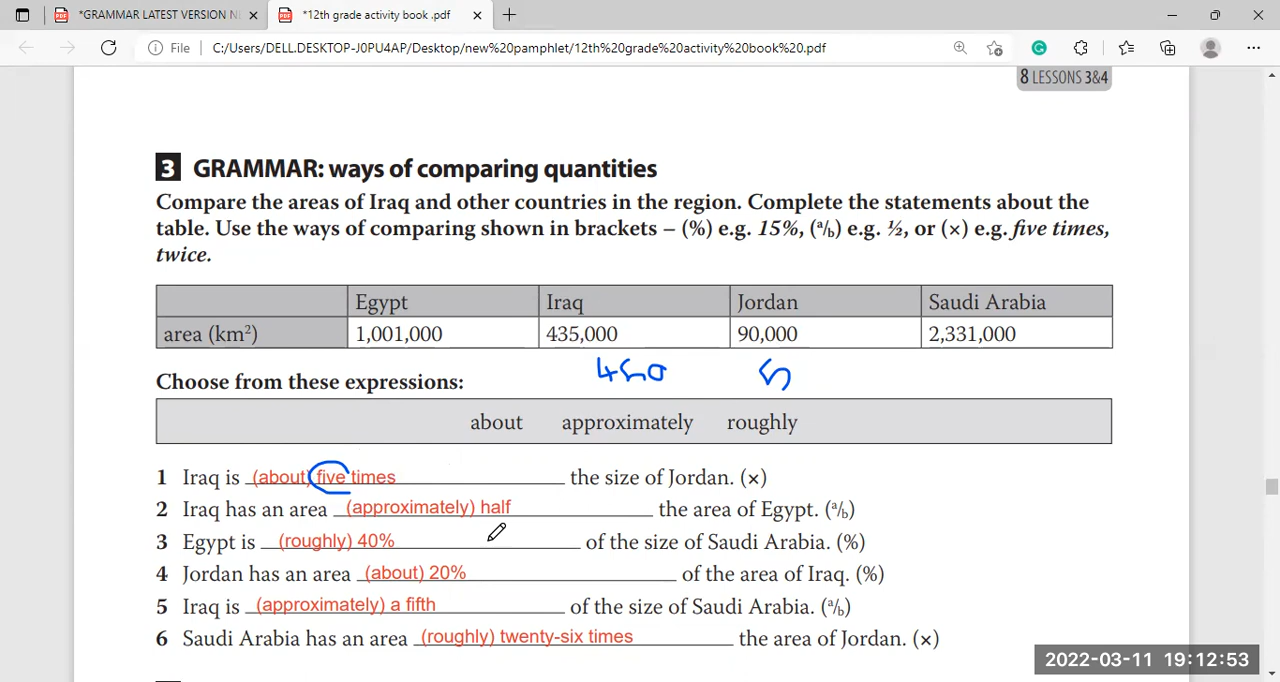 *GRAMMAR LATEST VERSION N
*12th grade activity book .pdf
File
C:/Users/DELL.DESKTOP-J0PU4AP/Desktop/new%20pamphlet/12th%20grade%20activity%20book%20.pdf
8 LESSONS 3&4
3 GRAMMAR: ways of comparing quantities
Compare the areas of Iraq and other countries in the region. Complete the statements about the
table. Use the ways of comparing shown in brackets – (%) e.g. 15%, (a/b) e.g. ½, or (×) e.g. five times,
twice.
Egypt Iraq Jordan Saudi Arabia
area (km²) 1,001,000 435,000 90,000 2,331,000
450 5
Choose from these expressions:
about approximately roughly
1 Iraq is (about) five times the size of Jordan. (×)
2 Iraq has an area (approximately) half the area of Egypt. (a/b)
3 Egypt is (roughly) 40% of the size of Saudi Arabia. (%)
4 Jordan has an area (about) 20% of the area of Iraq. (%)
5 Iraq is (approximately) a fifth of the size of Saudi Arabia. (a/b)
6 Saudi Arabia has an area (roughly) twenty-six times the area of Jordan. (×)
2022-03-11 19:12:53